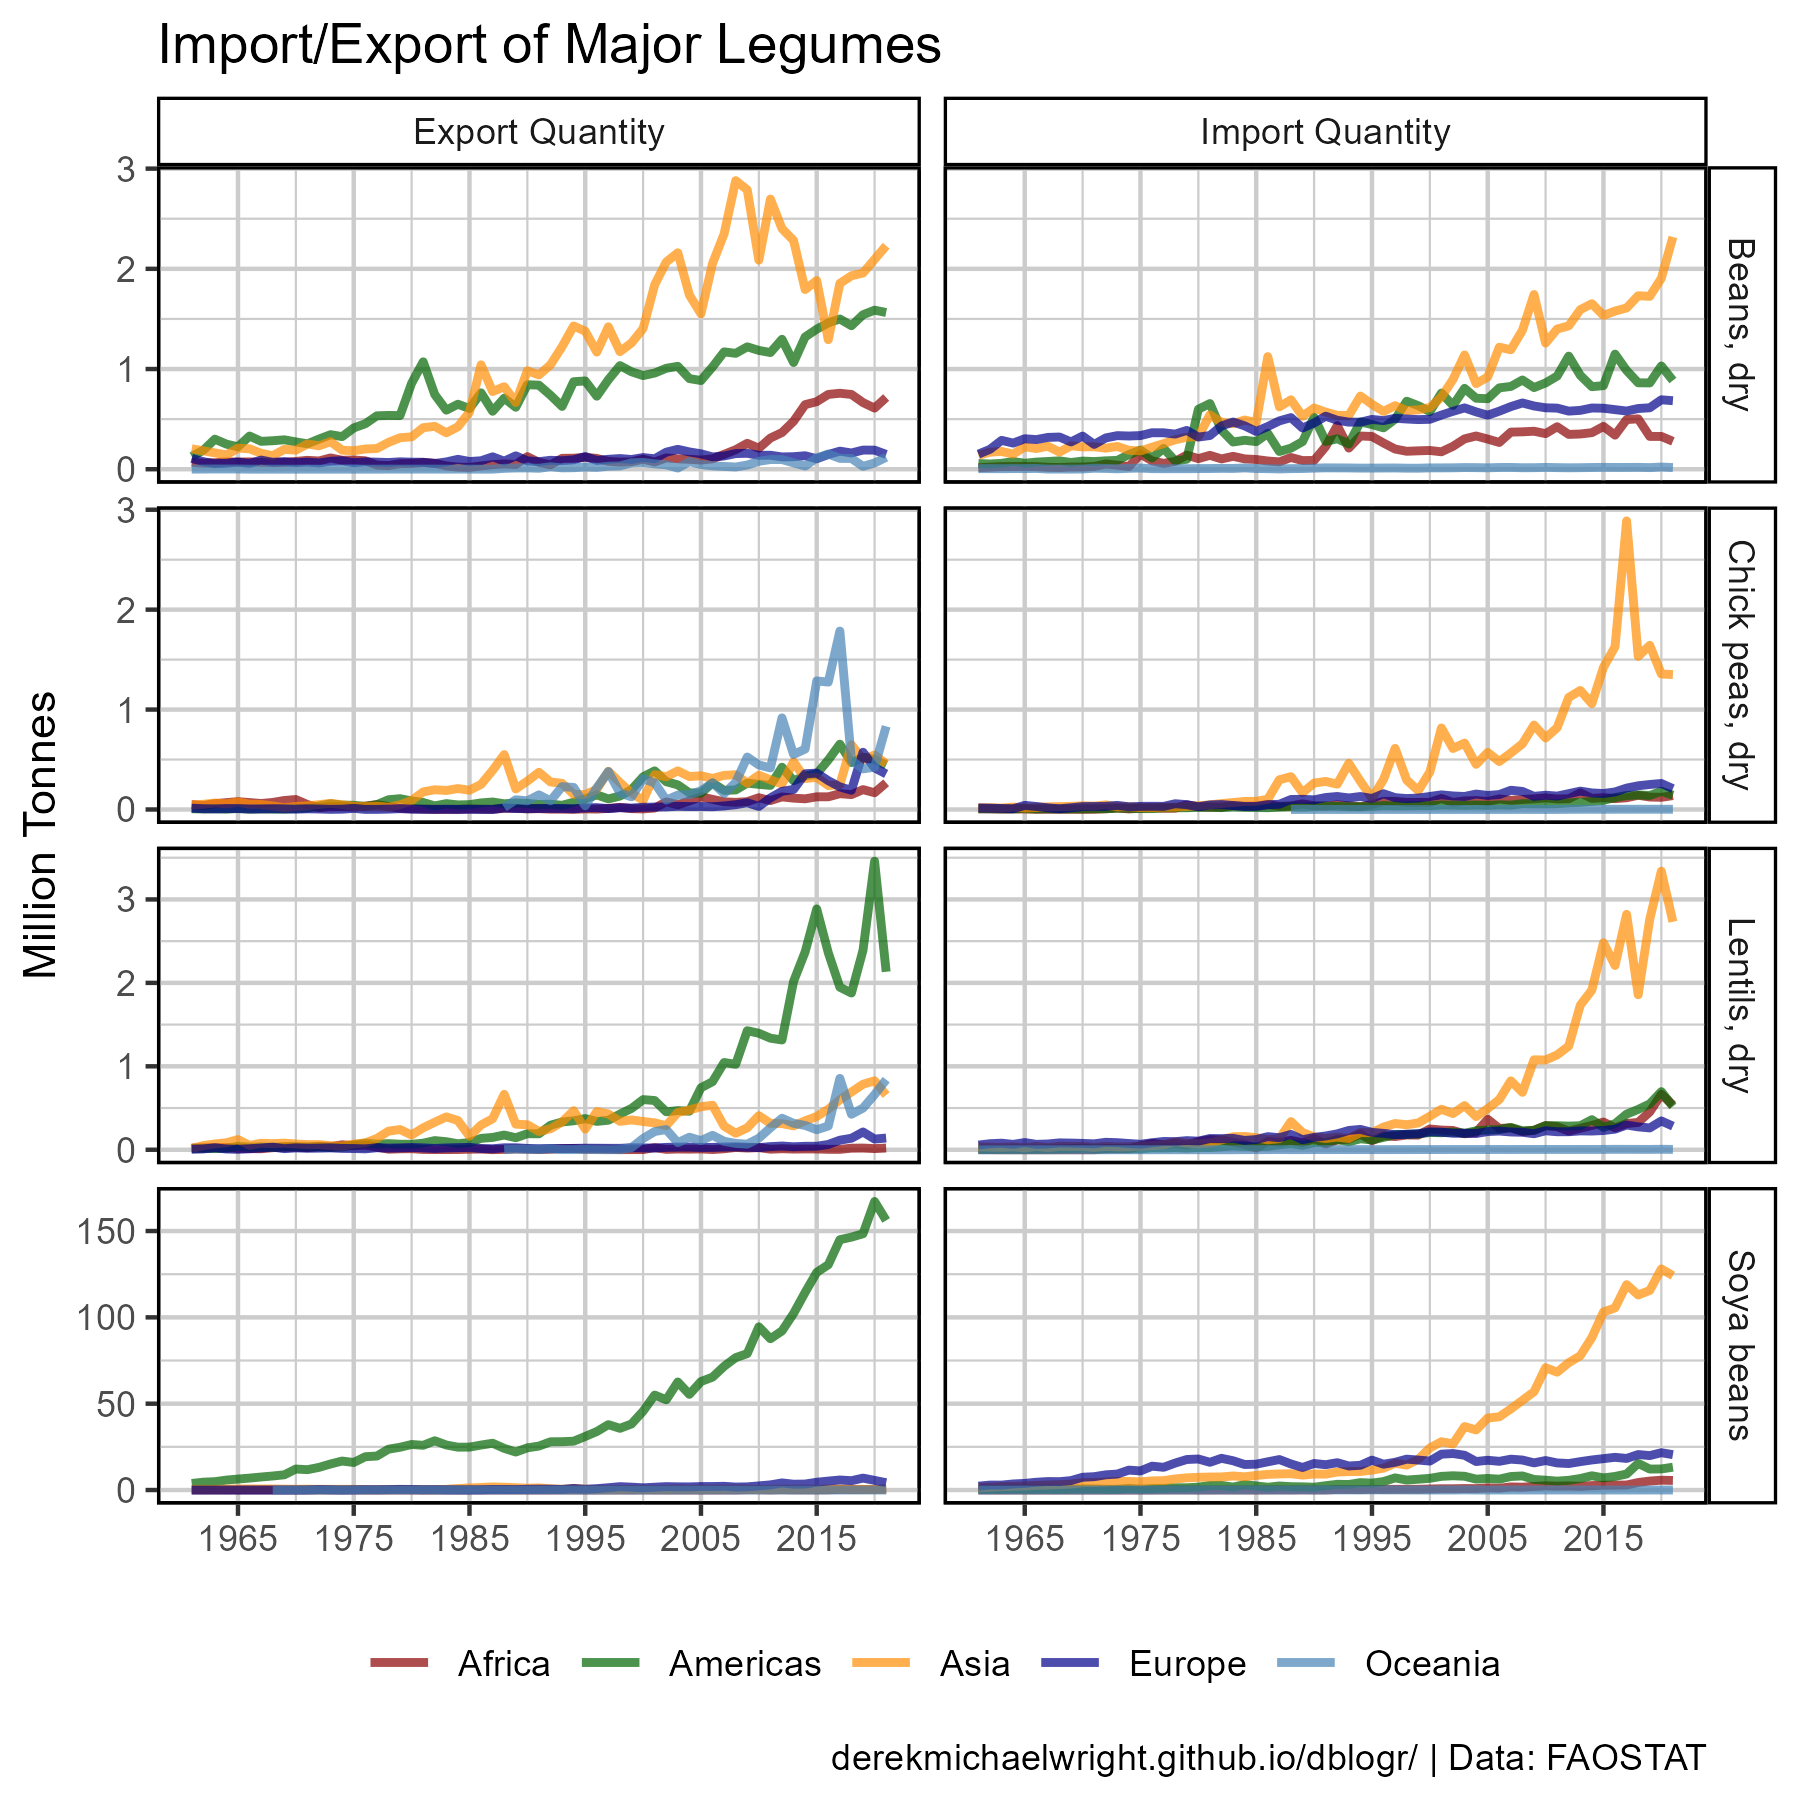 Import/Export of Major Legumes
Export Quantity
Import Quantity
3
2
1
0
Beans, dry
3
2
1
0
Chick peas, dry
Million Tonnes
3
2
1
0
Lentils, dry
150
100
50
0
Soya beans
1965 1975 1985 1995 2005 2015
1965 1975 1985 1995 2005 2015
Africa Americas Asia Europe Oceania
derekmichaelwright.github.io/dblogr/ | Data: FAOSTAT